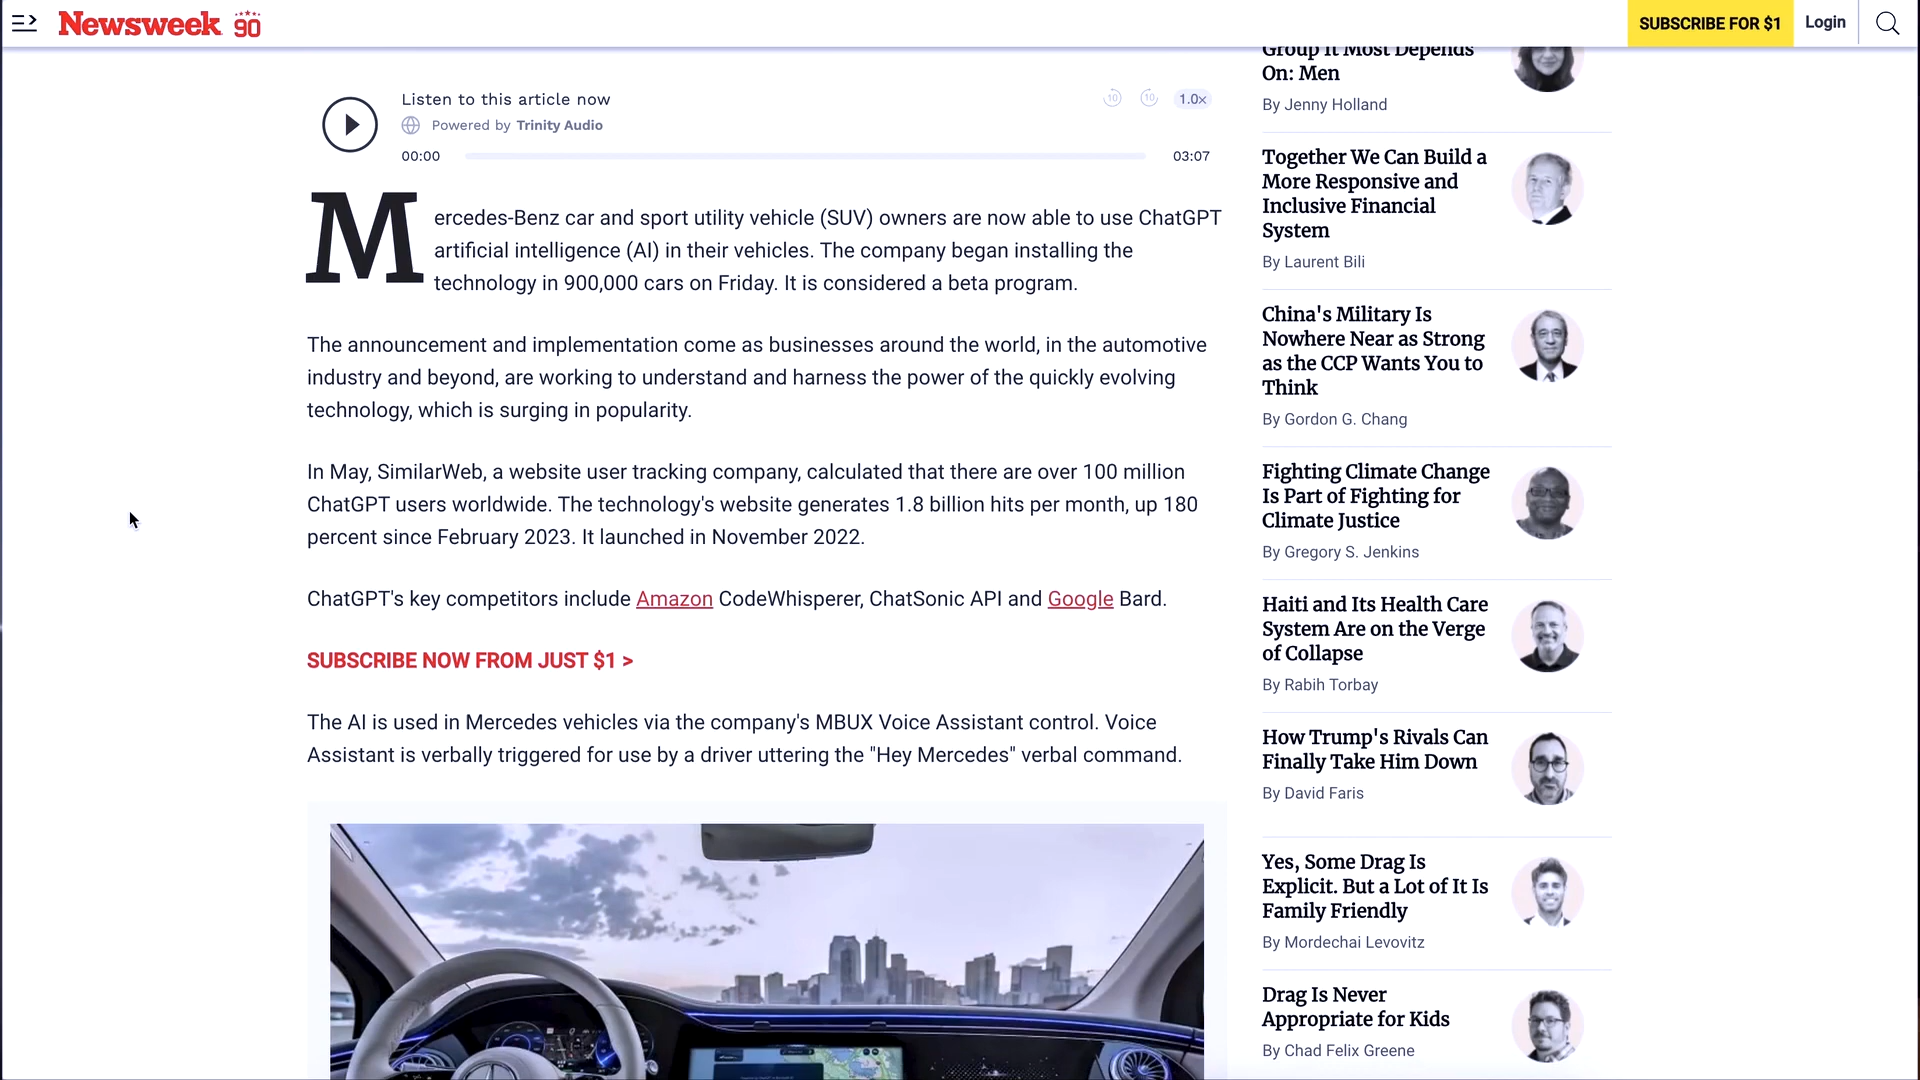 Newsweek 90
SUBSCRIBE FOR $1
Login
Listen to this article now
10
10
1.0x
Powered by Trinity Audio
00:00
03:07
Mercedes-Benz car and sport utility vehicle (SUV) owners are now able to use ChatGPT
artificial intelligence (AI) in their vehicles. The company began installing the
technology in 900,000 cars on Friday. It is considered a beta program.
The announcement and implementation come as businesses around the world, in the automotive
industry and beyond, are working to understand and harness the power of the quickly evolving
technology, which is surging in popularity.
In May, SimilarWeb, a website user tracking company, calculated that there are over 100 million
ChatGPT users worldwide. The technology's website generates 1.8 billion hits per month, up 180
percent since February 2023. It launched in November 2022.
ChatGPT's key competitors include Amazon CodeWhisperer, ChatSonic API and Google Bard.
SUBSCRIBE NOW FROM JUST $1 >
The AI is used in Mercedes vehicles via the company's MBUX Voice Assistant control. Voice
Assistant is verbally triggered for use by a driver uttering the "Hey Mercedes" verbal command.
Group It Most Depends
On: Men
By Jenny Holland
Together We Can Build a
More Responsive and
Inclusive Financial
System
By Laurent Bili
China's Military Is
Nowhere Near as Strong
as the CCP Wants You to
Think
By Gordon G. Chang
Fighting Climate Change
Is Part of Fighting for
Climate Justice
By Gregory S. Jenkins
Haiti and Its Health Care
System Are on the Verge
of Collapse
By Rabih Torbay
How Trump's Rivals Can
Finally Take Him Down
By David Faris
Yes, Some Drag Is
Explicit. But a Lot of It Is
Family Friendly
By Mordechai Levovitz
Drag Is Never
Appropriate for Kids
By Chad Felix Greene